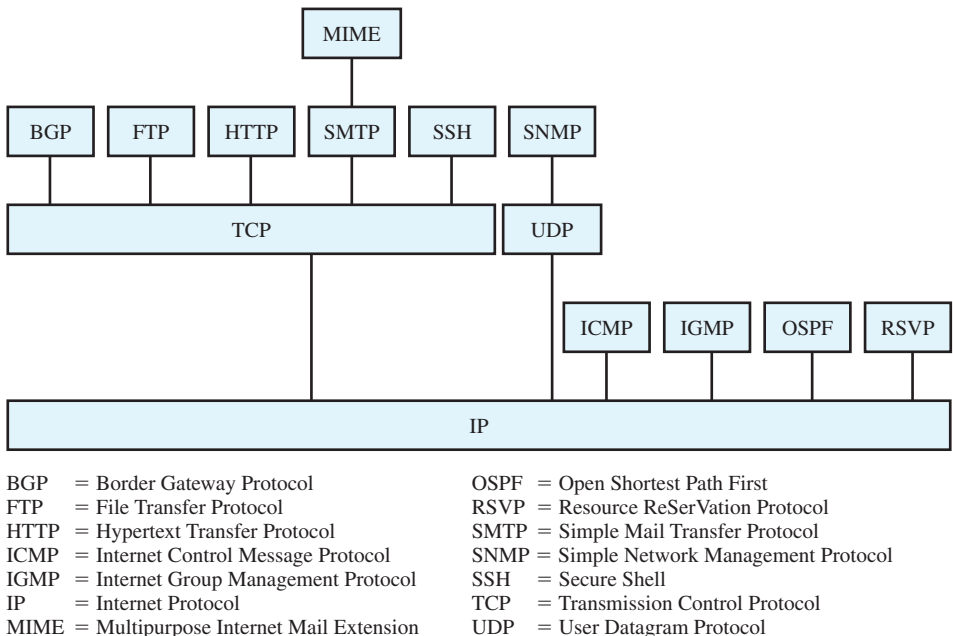 MIME
BGP FTP HTTP SMTP SSH SNMP
TCP UDP
ICMP IGMP OSPF RSVP
IP
BGP = Border Gateway Protocol
FTP = File Transfer Protocol
HTTP = Hypertext Transfer Protocol
ICMP = Internet Control Message Protocol
IGMP = Internet Group Management Protocol
IP = Internet Protocol
MIME = Multipurpose Internet Mail Extension
OSPF = Open Shortest Path First
RSVP = Resource ReSerVation Protocol
SMTP = Simple Mail Transfer Protocol
SNMP = Simple Network Management Protocol
SSH = Secure Shell
TCP = Transmission Control Protocol
UDP = User Datagram Protocol